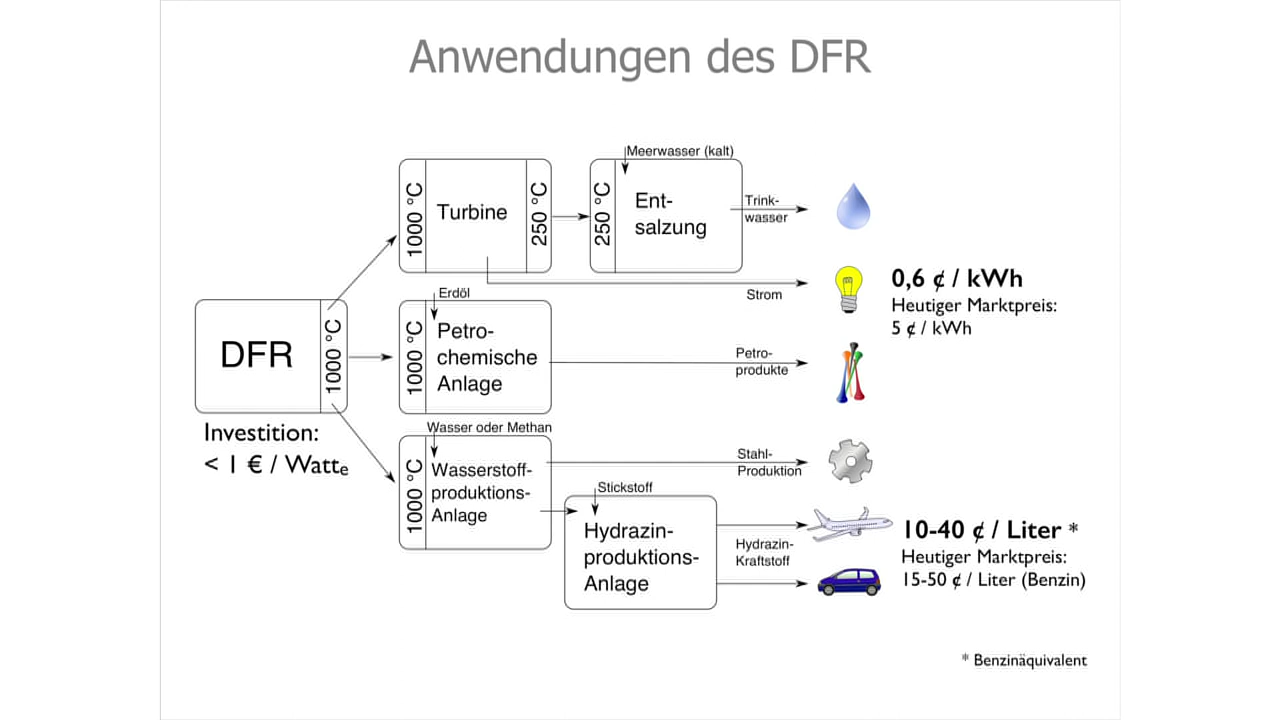 Anwendungen des DFR
Meerwasser (kalt)
1000 °C
Turbine
250 °C
250 °C
Ent-
salzung
Trink-
wasser
Strom
0,6 ¢ / kWh
Heutiger Marktpreis:
5 ¢ / kWh
DFR
1000 °C
Investition:
< 1 € / Watte
Erdöl
1000 °C
Petro-
chemische
Anlage
Petro-
produkte
Wasser oder Methan
1000 °C
Wasserstoff-
produktions-
Anlage
Stahl-
Produktion
Stickstoff
Hydrazin-
produktions-
Anlage
Hydrazin-
Kraftstoff
10-40 ¢ / Liter *
Heutiger Marktpreis:
15-50 ¢ / Liter (Benzin)
* Benzinäquivalent